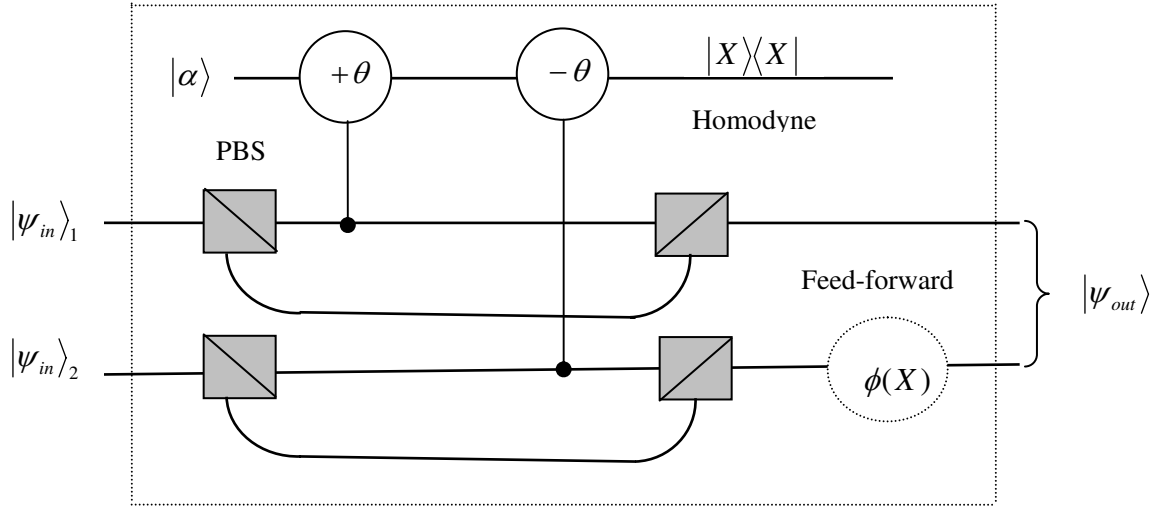 |α⟩
+θ
−θ
|X⟩⟨X|
Homodyne
PBS
|ψ_in⟩_1
Feed-forward
|ψ_out⟩
|ψ_in⟩_2
ϕ(X)